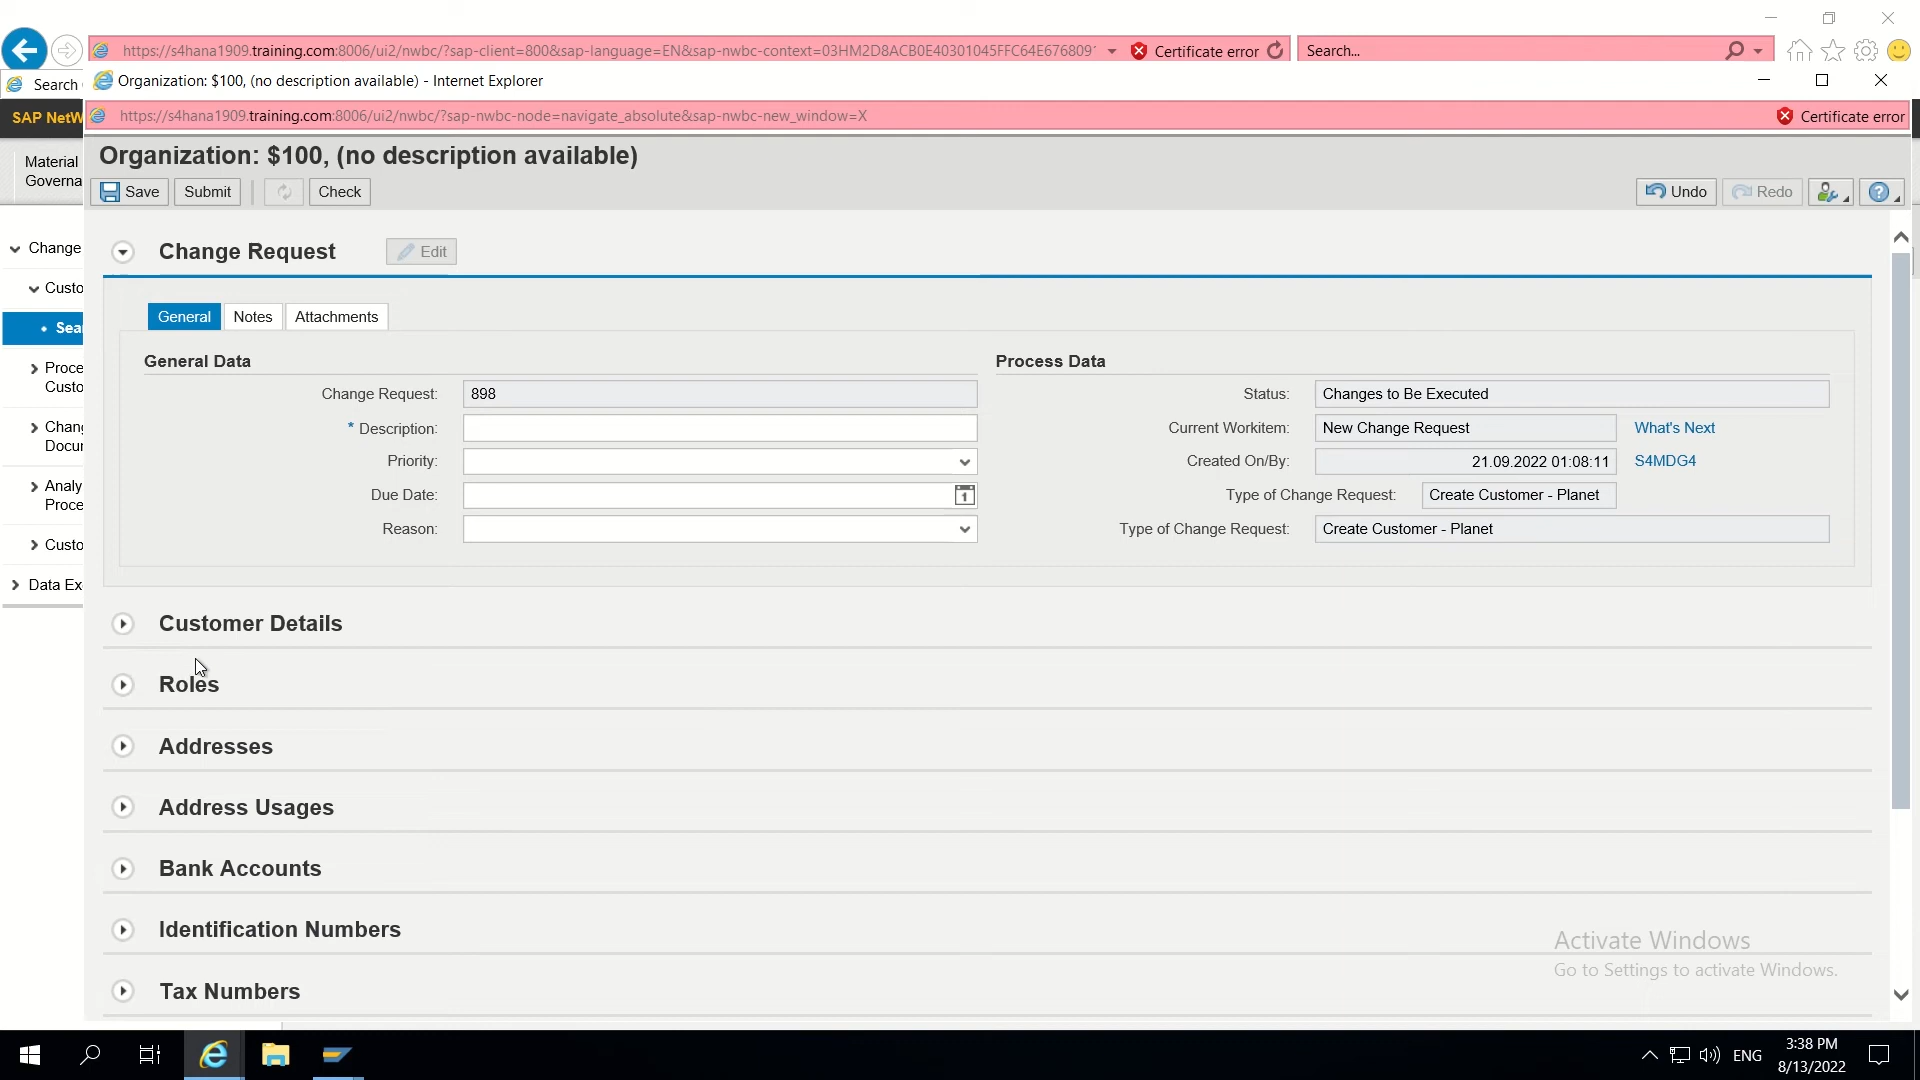 https://s4hana1909.training.com:8006/ui2/nwbc/?sap-client=800&sap-language=EN&sap-nwbc-context=03HM2D8ACB0E40301045FFC64E676809' Certificate error Search...
Search
Organization: $100, (no description available) - Internet Explorer
SAP NetW
https://s4hana1909.training.com:8006/ui2/nwbc/?sap-nwbc-node=navigate_absolute&sap-nwbc-new_window=X Certificate error
Material
Governa
Organization: $100, (no description available)
Save Submit Check Undo Redo
Change
Custo
Sea
Proce
Custo
Chang
Docum
Analy
Proce
Custo
Data Ex
Change Request Edit
General Notes Attachments
General Data
Change Request: 898
* Description:
Priority:
Due Date: 1
Reason:
Process Data
Status: Changes to Be Executed
Current Workitem: New Change Request What's Next
Created On/By: 21.09.2022 01:08:11 S4MDG4
Type of Change Request: Create Customer - Planet
Type of Change Request: Create Customer - Planet
Customer Details
Roles
Addresses
Address Usages
Bank Accounts
Identification Numbers
Tax Numbers
Activate Windows
Go to Settings to activate Windows.
ENG
3:38 PM
8/13/2022